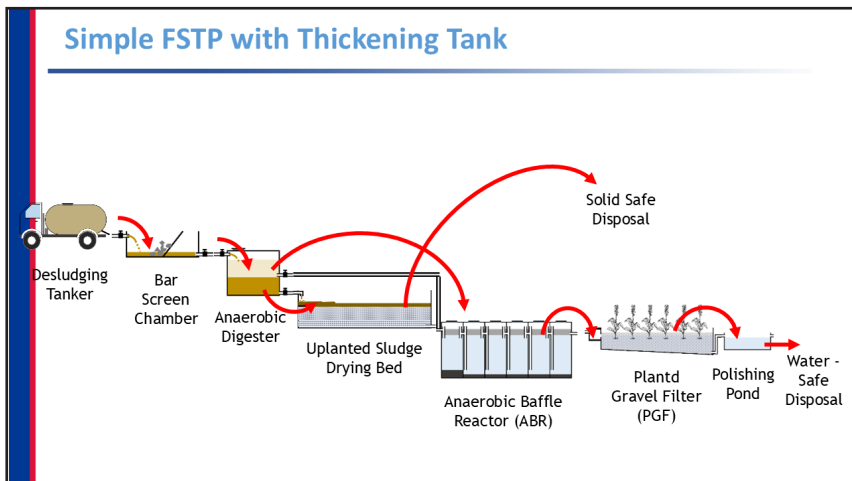 Simple FSTP with Thickening Tank
Solid Safe
Disposal
Desludging
Tanker
Bar
Screen
Chamber
Anaerobic
Digester
Uplanted Sludge
Drying Bed
Anaerobic Baffle
Reactor (ABR)
Plantd
Gravel Filter
(PGF)
Polishing
Pond
Water -
Safe
Disposal